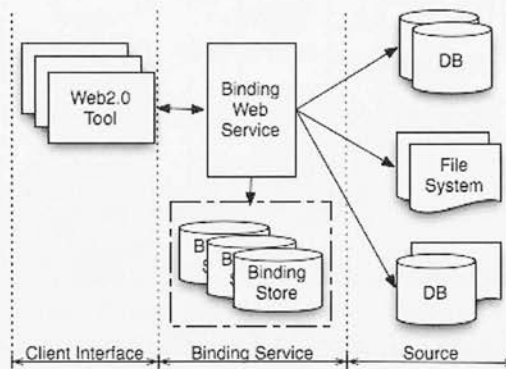 Web2.0
Tool
Binding
Web
Service
DB
File
System
DB
B
S
B
S
Binding
Store
Client Interface
Binding Service
Source